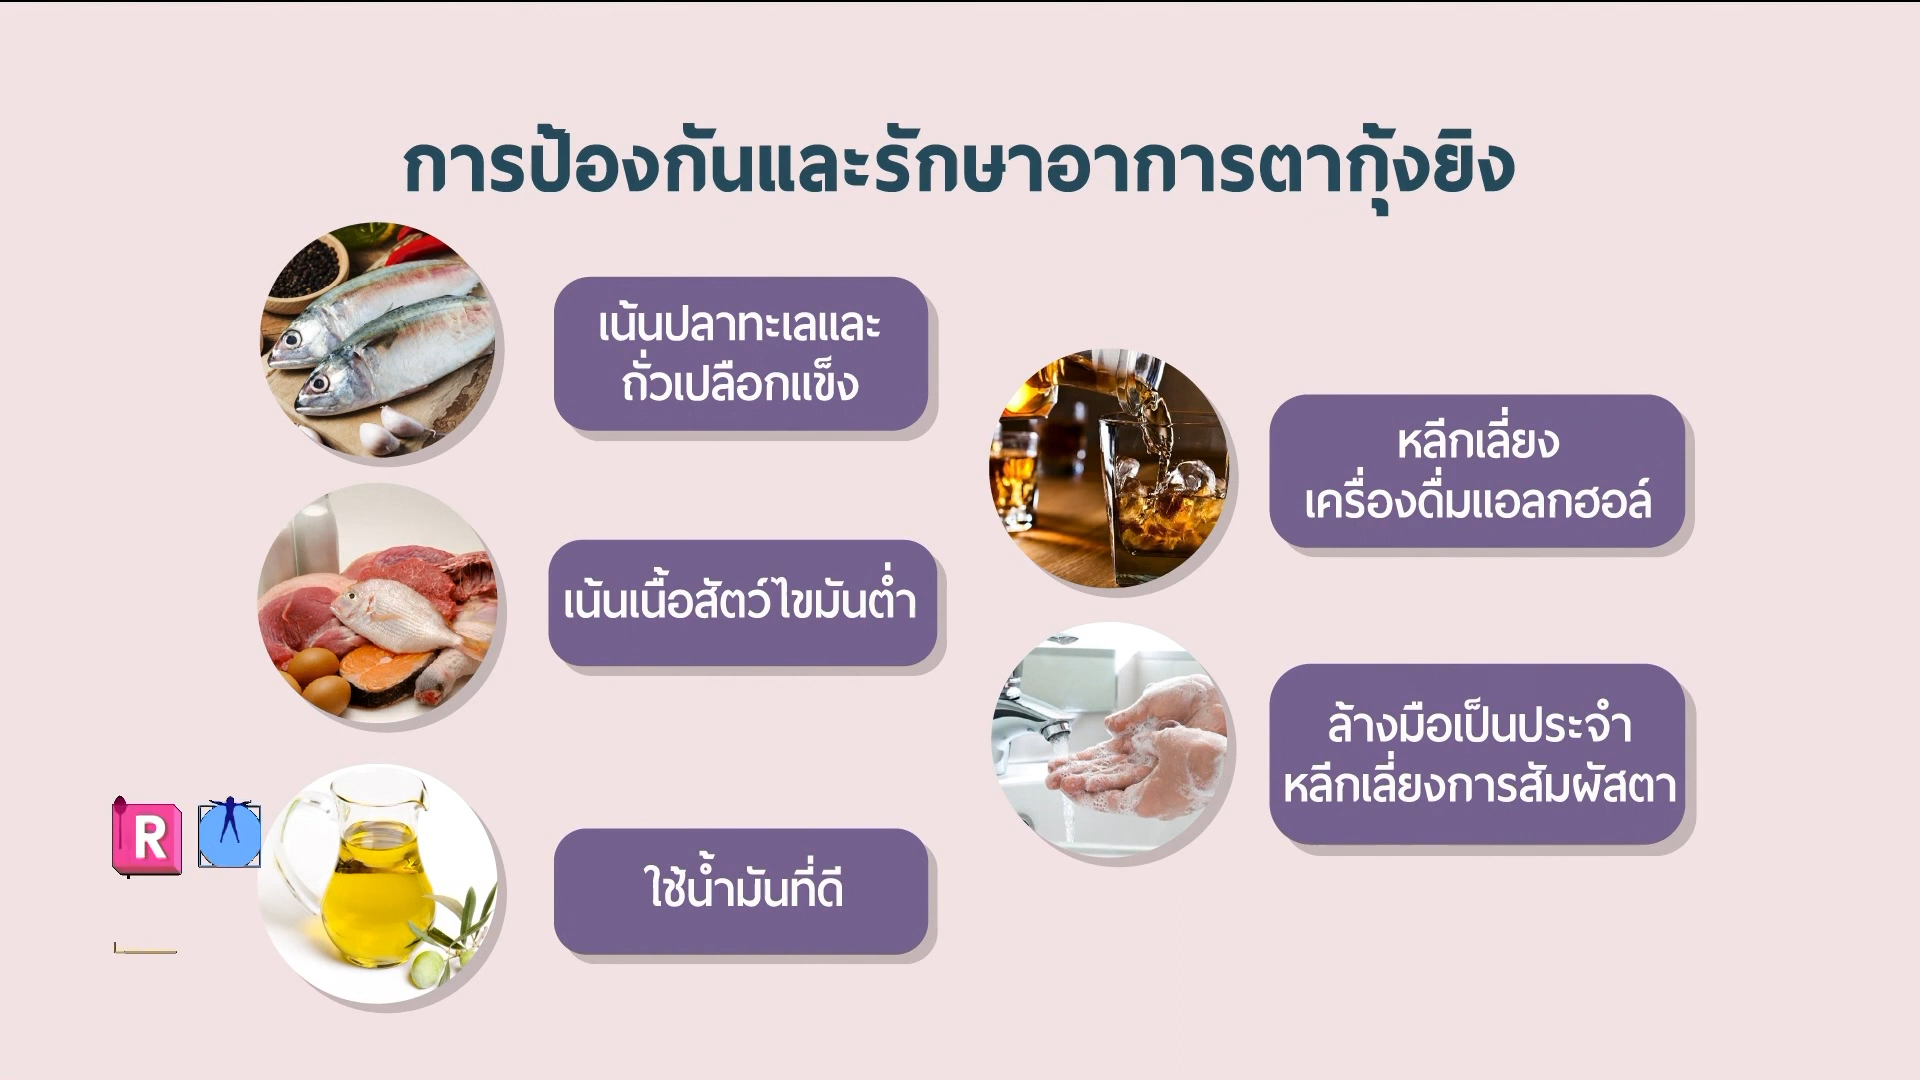 การป้องกันและรักษาอาการตากุ้งยิง
เน้นปลาทะเลและ
ถั่วเปลือกแข็ง
เน้นเนื้อสัตว์ไขมันต่ำ
ใช้น้ำมันที่ดี
หลีกเลี่ยง
เครื่องดื่มแอลกฮอล์
ล้างมือเป็นประจำ
หลีกเลี่ยงการสัมผัสตา
R